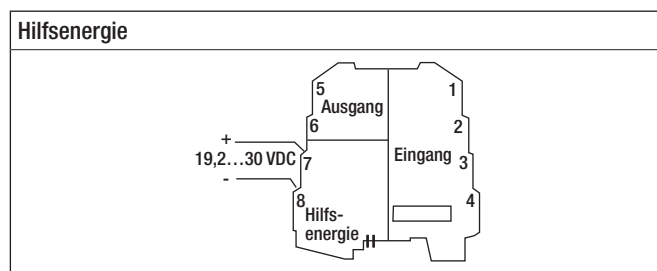 Hilfsenergie
5
Ausgang
6
1
2
+
19,2…30 VDC
-
7
Eingang
3
8
Hilfs-
energie
4